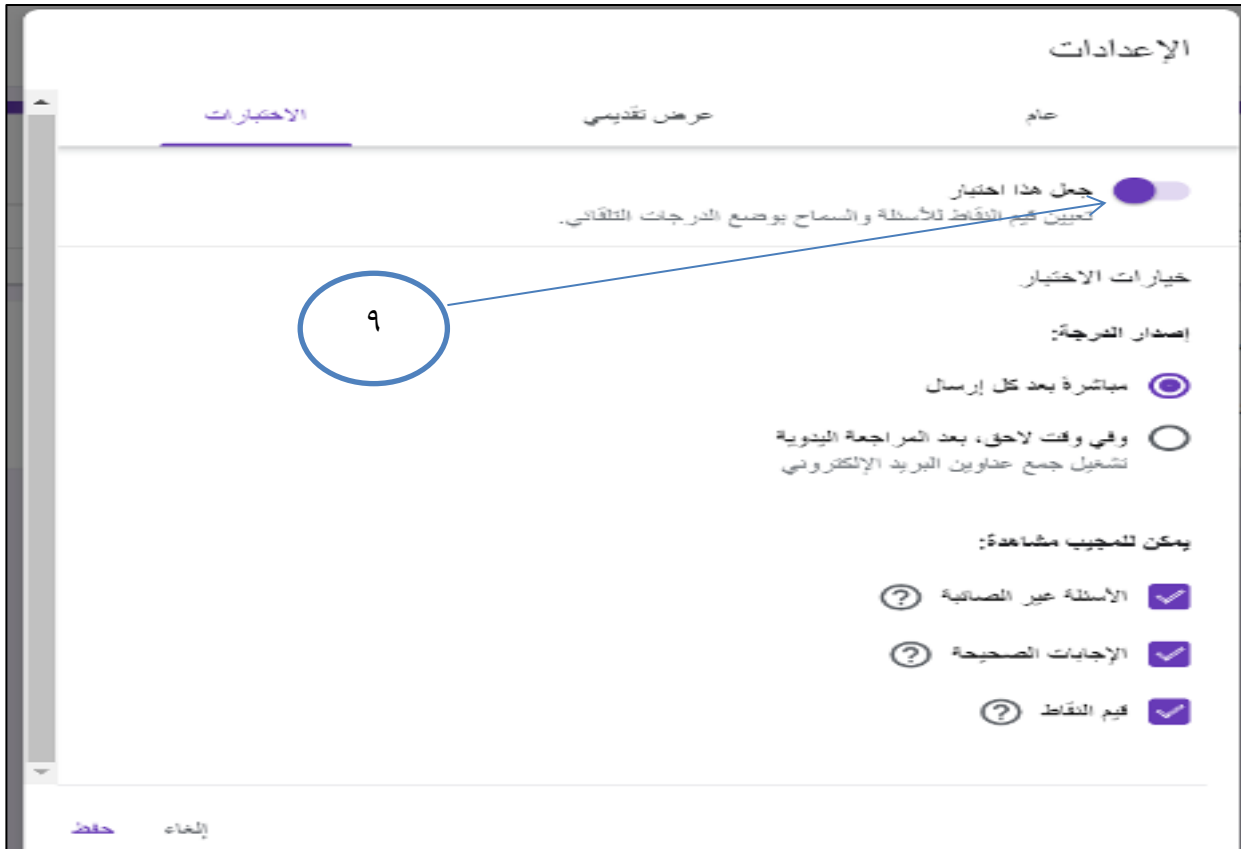 الإعدادات
عام
عرض تقديمي
الاختبارات
جعل هذا اختبار
تعيين قيم النقاط للأسئلة والسماح بوضع الدرجات التلقائي.
خيارات الاختبار
٩
إصدار الدرجة:
مباشرة بعد كل إرسال
وفي وقت لاحق، بعد المراجعة اليدوية
تشغيل جمع عناوين البريد الإلكتروني
يمكن للمجيب مشاهدة:
الأسئلة غير الصائبة
الإجابات الصحيحة
قيم النقاط
إلغاء
حفظ